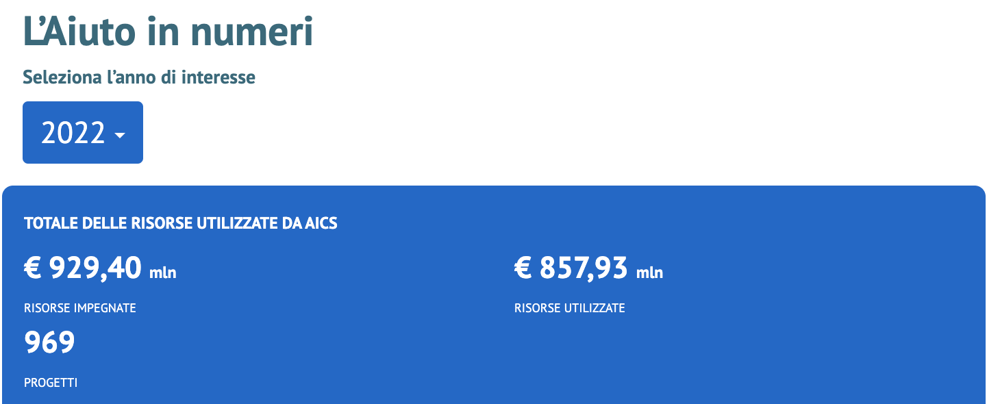 L’Aiuto in numeri
Seleziona l’anno di interesse
2022
TOTALE DELLE RISORSE UTILIZZATE DA AICS
€ 929,40 mln
€ 857,93 mln
RISORSE IMPEGNATE
RISORSE UTILIZZATE
969
PROGETTI